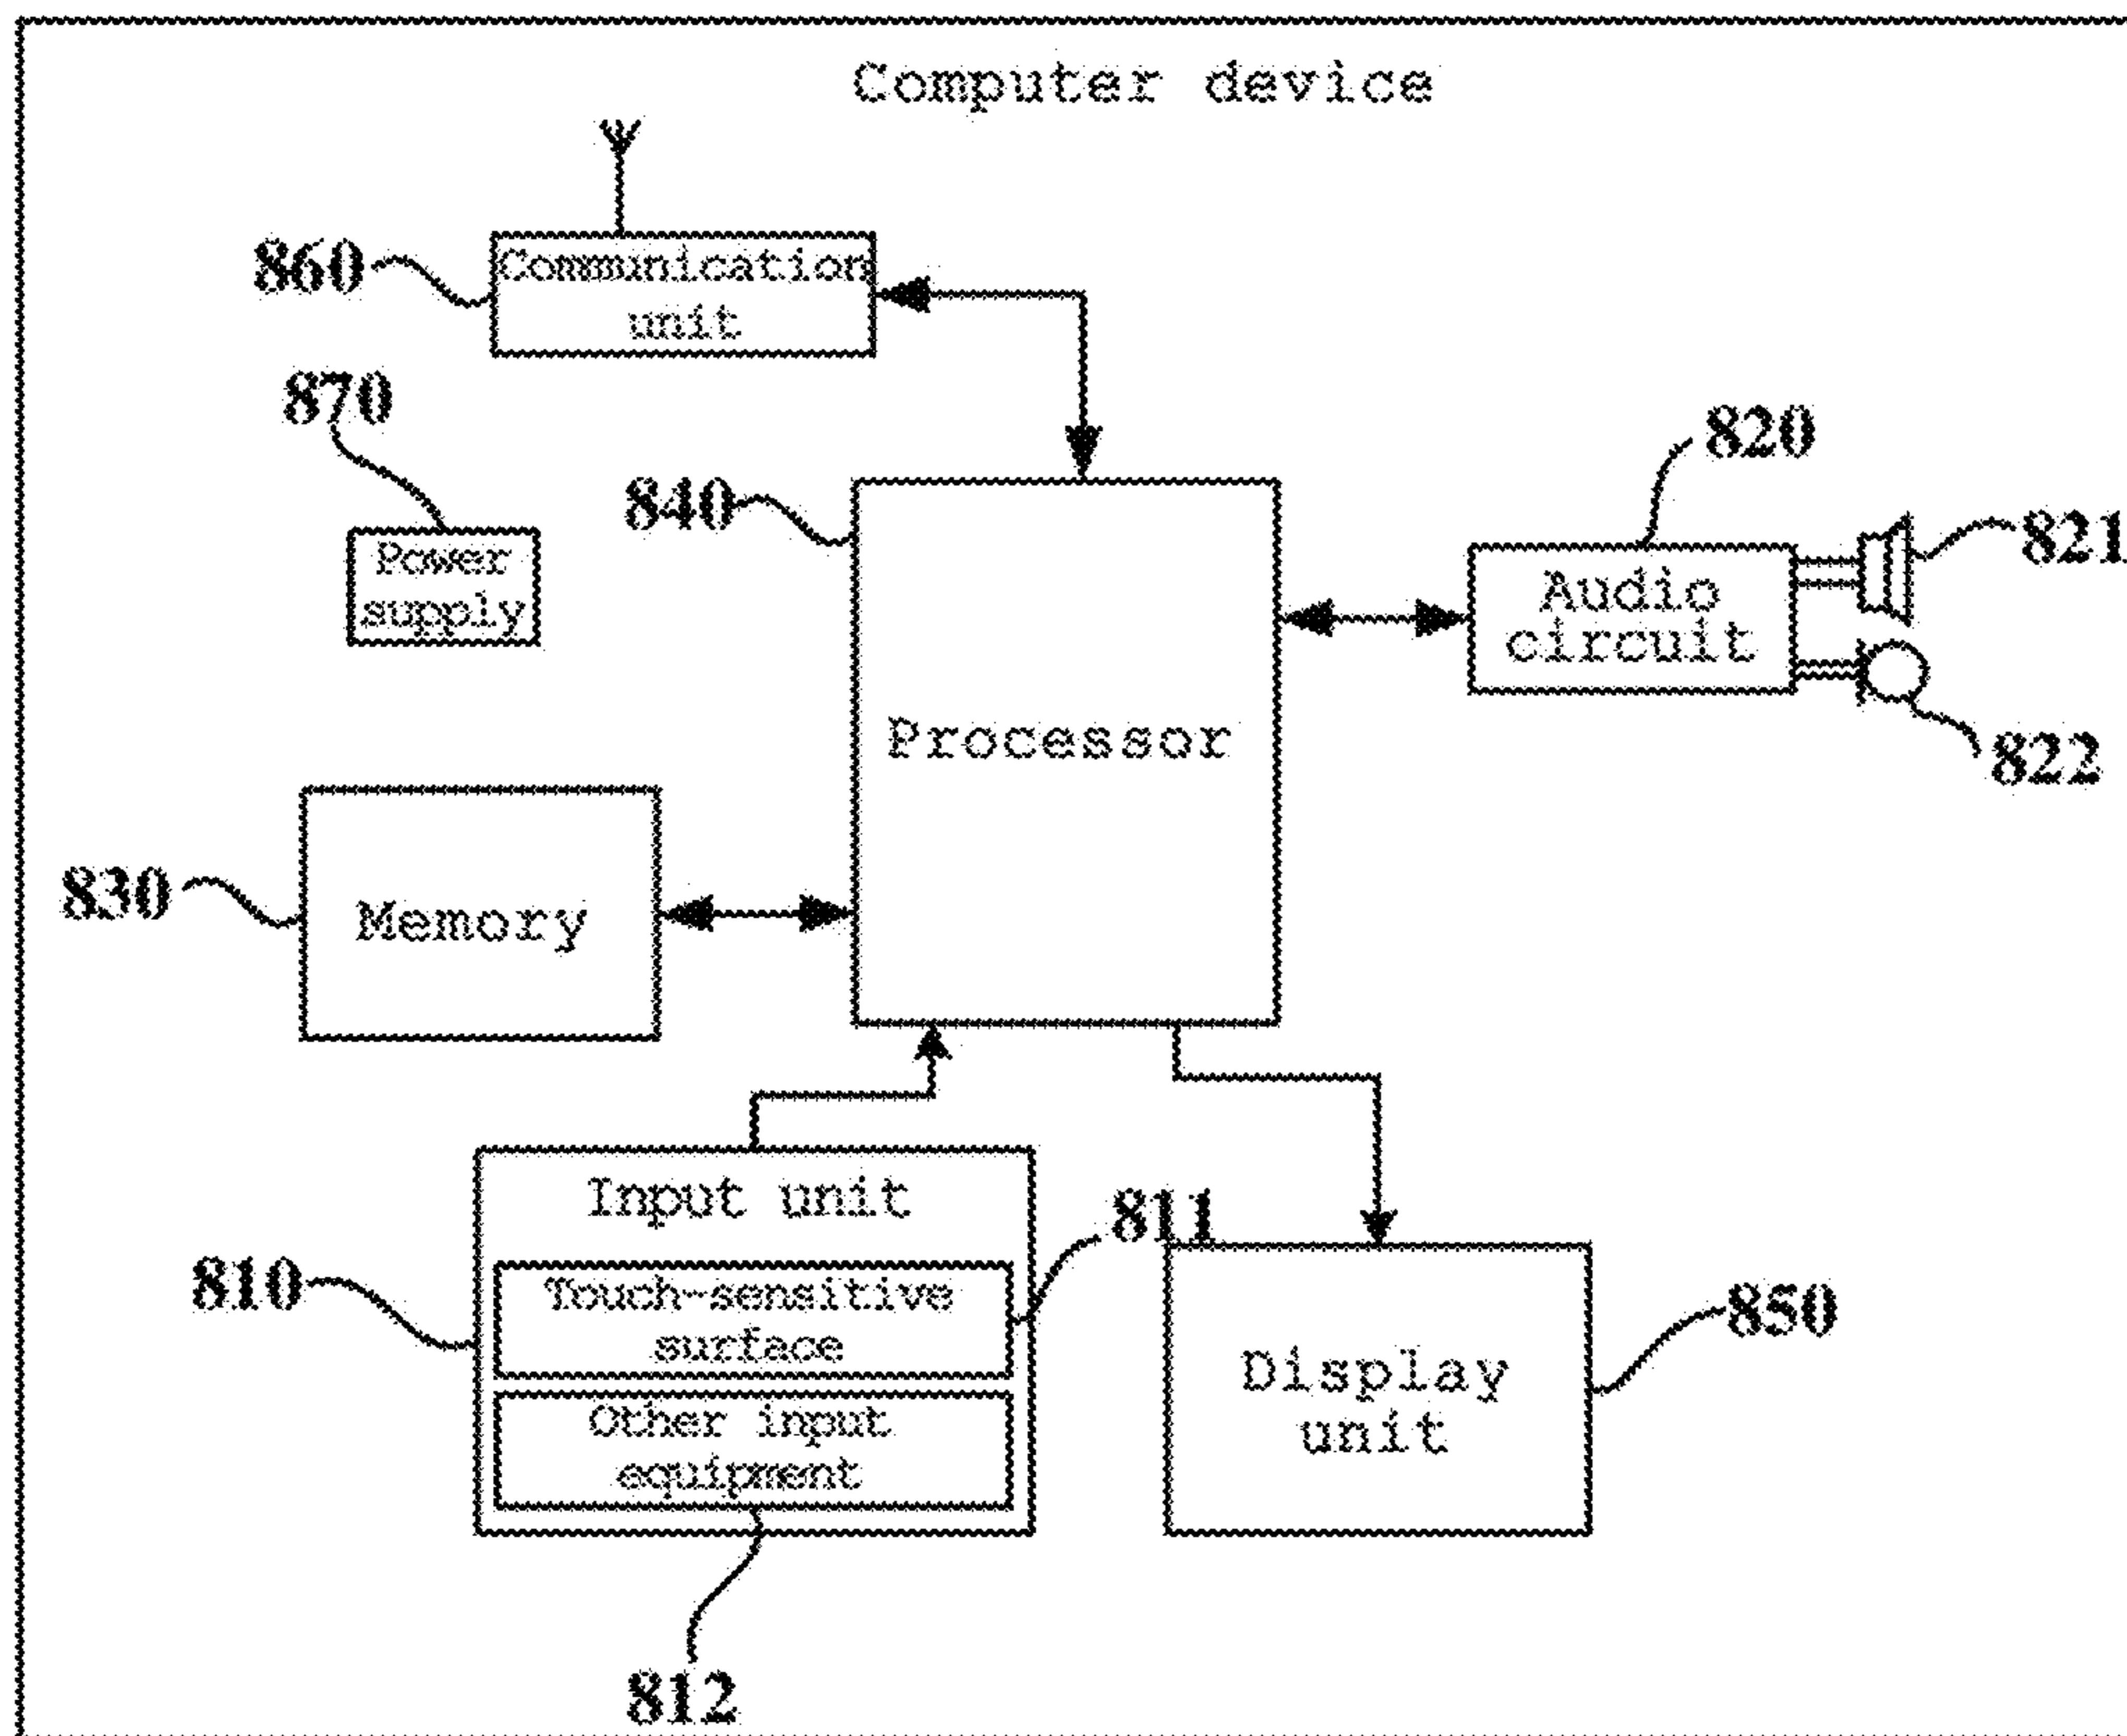 Computer device
860
Communication
unit
870
Power
supply
840
Processor
820
Audio
circuit
821
822
830
Memory
Input unit
810
Touch-sensitive
surface
811
Other input
equipment
812
Display
unit
850